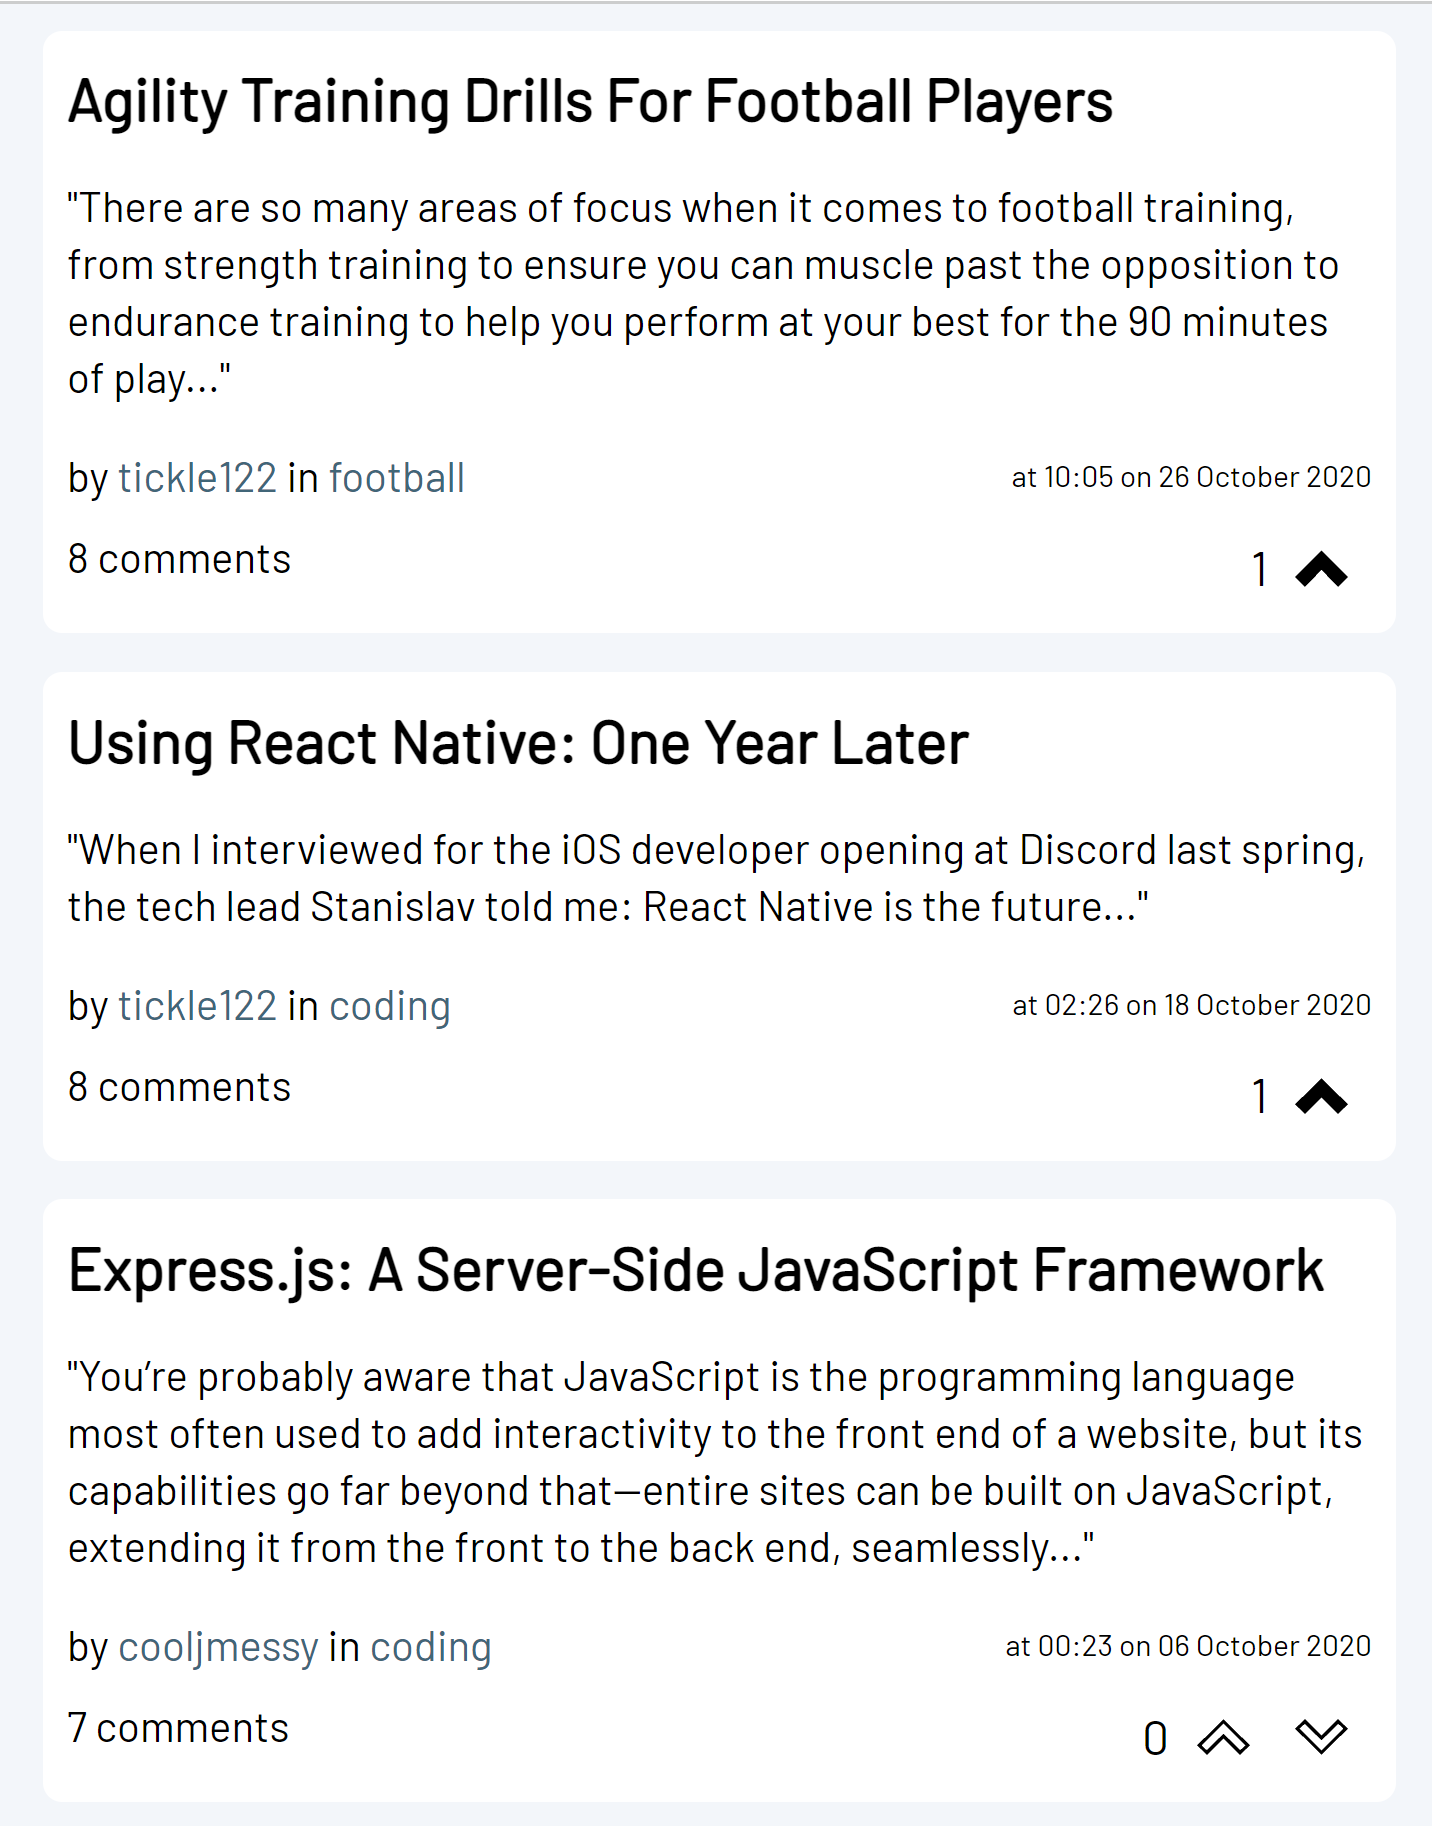 Agility Training Drills For Football Players
"There are so many areas of focus when it comes to football training,
from strength training to ensure you can muscle past the opposition to
endurance training to help you perform at your best for the 90 minutes
of play..."
by tickle122 in football
at 10:05 on 26 October 2020
8 comments
1
Using React Native: One Year Later
"When I interviewed for the iOS developer opening at Discord last spring,
the tech lead Stanislav told me: React Native is the future..."
by tickle122 in coding
at 02:26 on 18 October 2020
8 comments
1
Express.js: A Server-Side JavaScript Framework
"You’re probably aware that JavaScript is the programming language
most often used to add interactivity to the front end of a website, but its
capabilities go far beyond that—entire sites can be built on JavaScript,
extending it from the front to the back end, seamlessly..."
by cooljmessy in coding
at 00:23 on 06 October 2020
7 comments
0